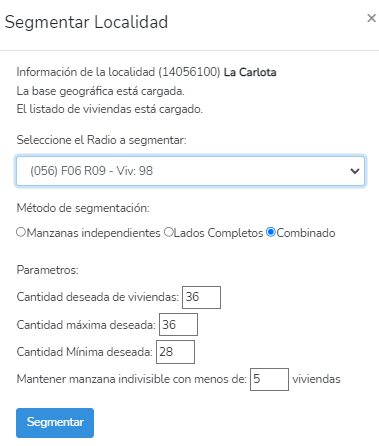 Segmentar Localidad ×
Información de la localidad (14056100) La Carlota
La base geográfica está cargada.
El listado de viviendas está cargado.
Seleccione el Radio a segmentar:
(056) F06 R09 - Viv: 98
Método de segmentación:
Manzanas independientes Lados Completos Combinado
Parametros:
Cantidad deseada de viviendas: 36
Cantidad máxima deseada: 36
Cantidad Mínima deseada: 28
Mantener manzana indivisible con menos de: 5 viviendas
Segmentar